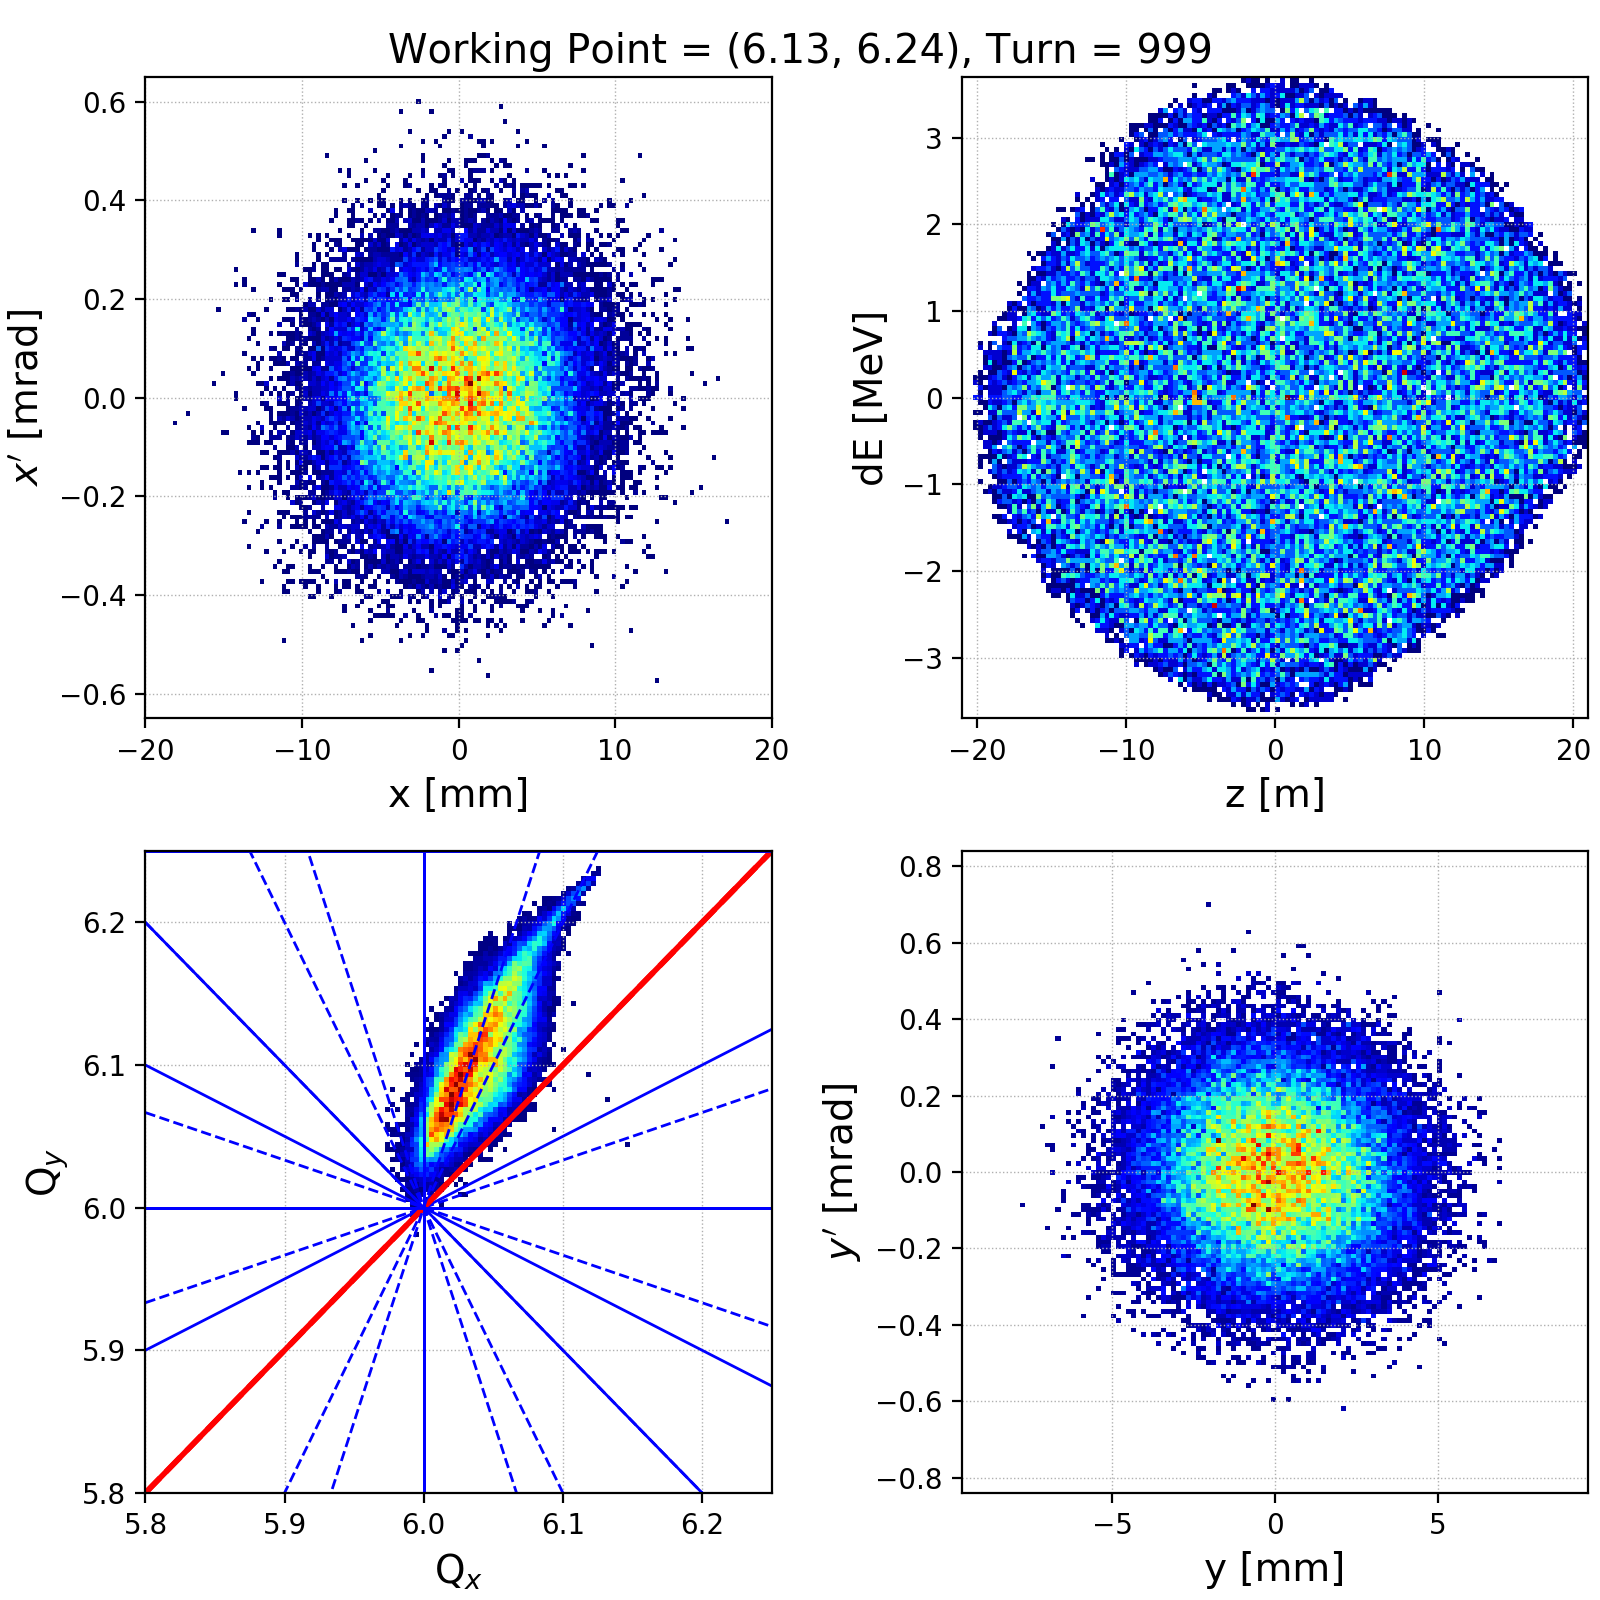 Working Point = (6.13, 6.24), Turn = 999
0.6
0.4
0.2
0.0
−0.2
−0.4
−0.6
x′ [mrad]
−20 −10 0 10 20
x [mm]
3
2
1
0
−1
−2
−3
dE [MeV]
−20 −10 0 10 20
z [m]
6.2
6.1
6.0
5.9
5.8
Qy
5.8 5.9 6.0 6.1 6.2
Qx
0.8
0.6
0.4
0.2
0.0
−0.2
−0.4
−0.6
−0.8
y′ [mrad]
−5 0 5
y [mm]